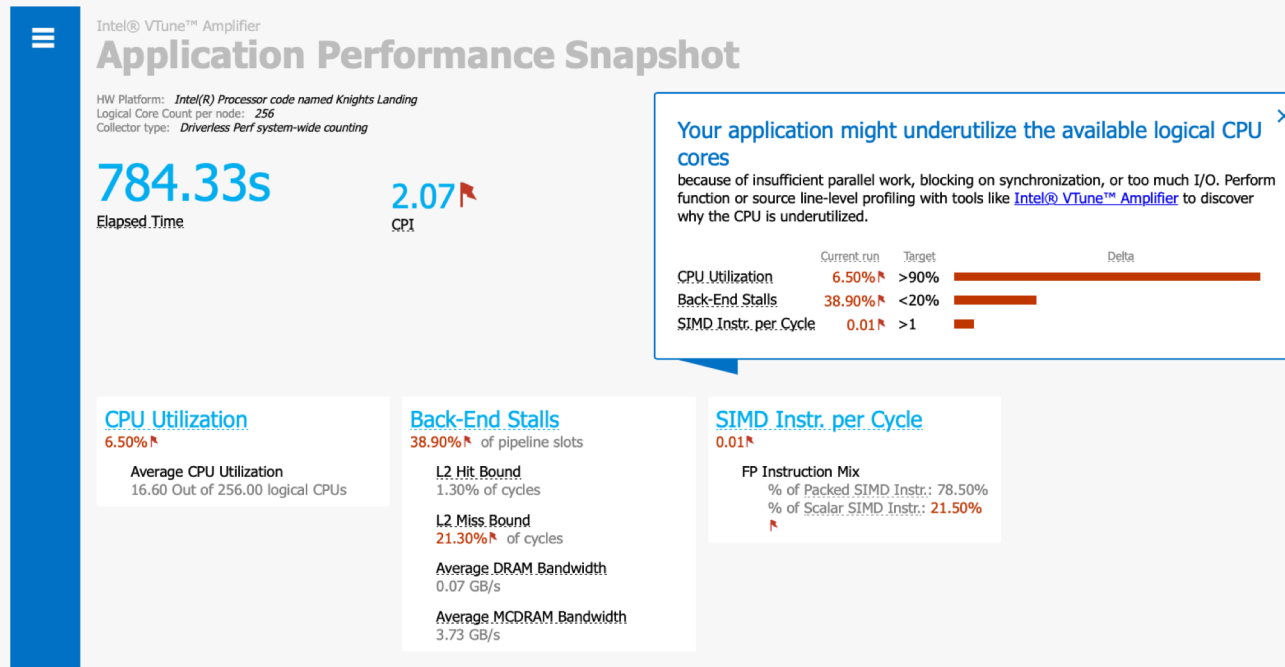 Intel® VTune™ Amplifier
Application Performance Snapshot
HW Platform: Intel(R) Processor code named Knights Landing
Logical Core Count per node: 256
Collector type: Driverless Perf system-wide counting
784.33s
Elapsed Time
2.07
CPI
Your application might underutilize the available logical CPU
cores
because of insufficient parallel work, blocking on synchronization, or too much I/O. Perform
function or source line-level profiling with tools like Intel® VTune™ Amplifier to discover
why the CPU is underutilized.
Current run Target Delta
CPU Utilization 6.50% >90%
Back-End Stalls 38.90% <20%
SIMD Instr. per Cycle 0.01 >1
CPU Utilization
6.50%
Average CPU Utilization
16.60 Out of 256.00 logical CPUs
Back-End Stalls
38.90% of pipeline slots
L2 Hit Bound
1.30% of cycles
L2 Miss Bound
21.30% of cycles
Average DRAM Bandwidth
0.07 GB/s
Average MCDRAM Bandwidth
3.73 GB/s
SIMD Instr. per Cycle
0.01
FP Instruction Mix
% of Packed SIMD Instr.: 78.50%
% of Scalar SIMD Instr.: 21.50%